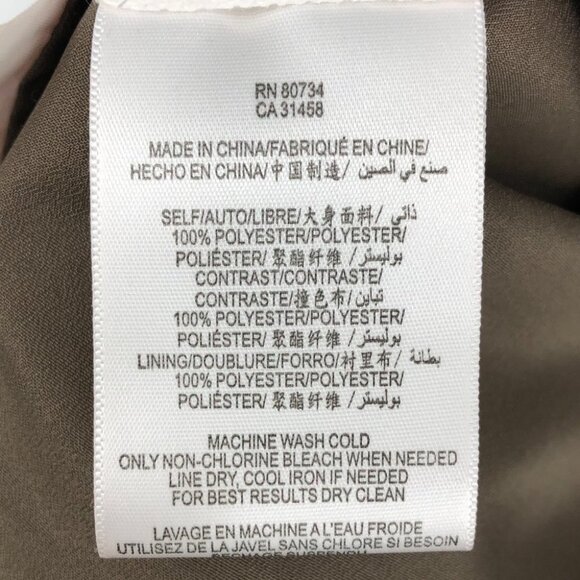 RN 80734
CA 31458
MADE IN CHINA/FABRIQUÉ EN CHINE/
HECHO EN CHINA/中国制造/ صنع في الصين
SELF/AUTO/LIBRE/大身面料/ ذاتي
100% POLYESTER/POLYESTER/
POLIÉSTER/ 聚酯纤维 /بوليستر
CONTRAST/CONTRASTE/
CONTRASTE/撞色布/ تباين
100% POLYESTER/POLYESTER/
POLIÉSTER/ 聚酯纤维 /بوليستر
LINING/DOUBLURE/FORRO/衬里布/ بطانة
100% POLYESTER/POLYESTER/
POLIÉSTER/ 聚酯纤维 /بوليستر
MACHINE WASH COLD
ONLY NON-CHLORINE BLEACH WHEN NEEDED
LINE DRY, COOL IRON IF NEEDED
FOR BEST RESULTS DRY CLEAN
LAVAGE EN MACHINE A L'EAU FROIDE
UTILISEZ DE LA JAVEL SANS CHLORE SI BESOIN